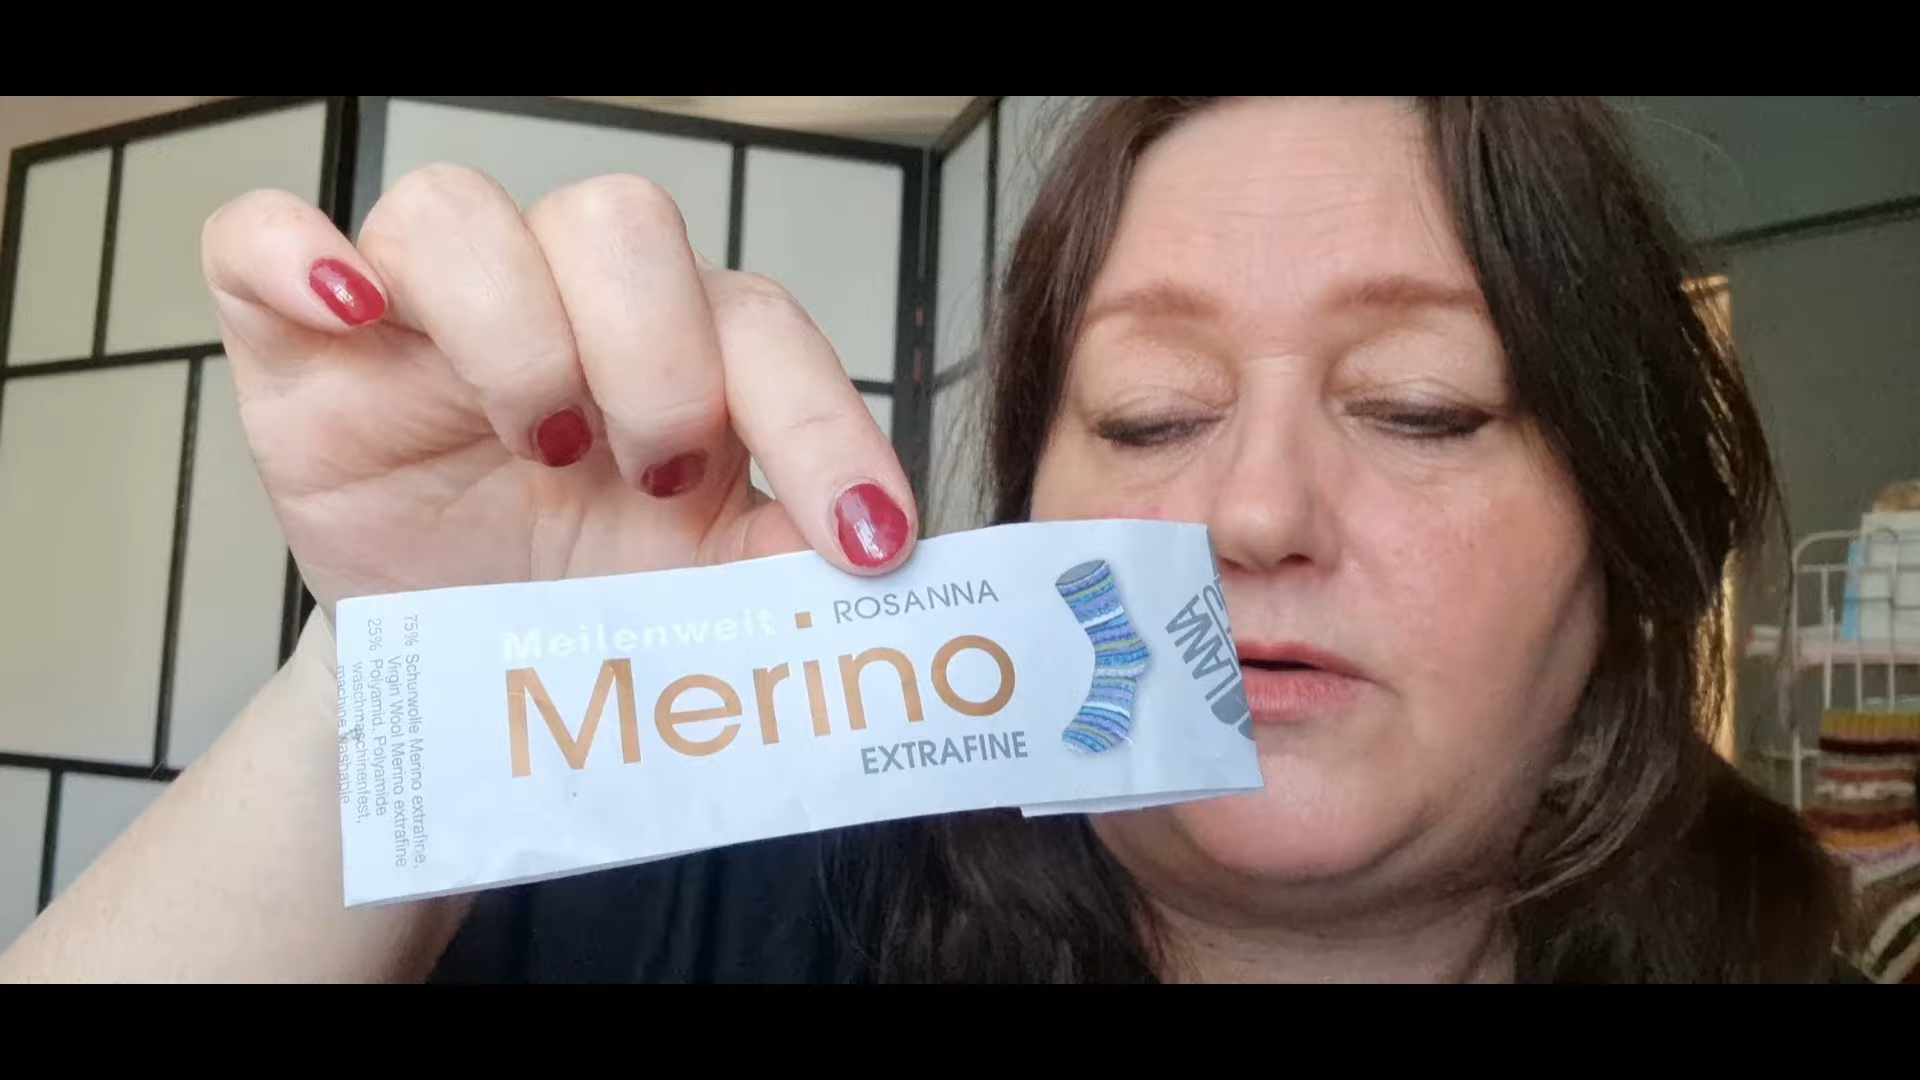 75% Schurwolle Merino extrafine,
Virgin Wool Merino extrafine
25% Polyamid, Polyamide
waschmaschinenfest,
machine washable
Meilenweit
ROSANNA
Merino
EXTRAFINE